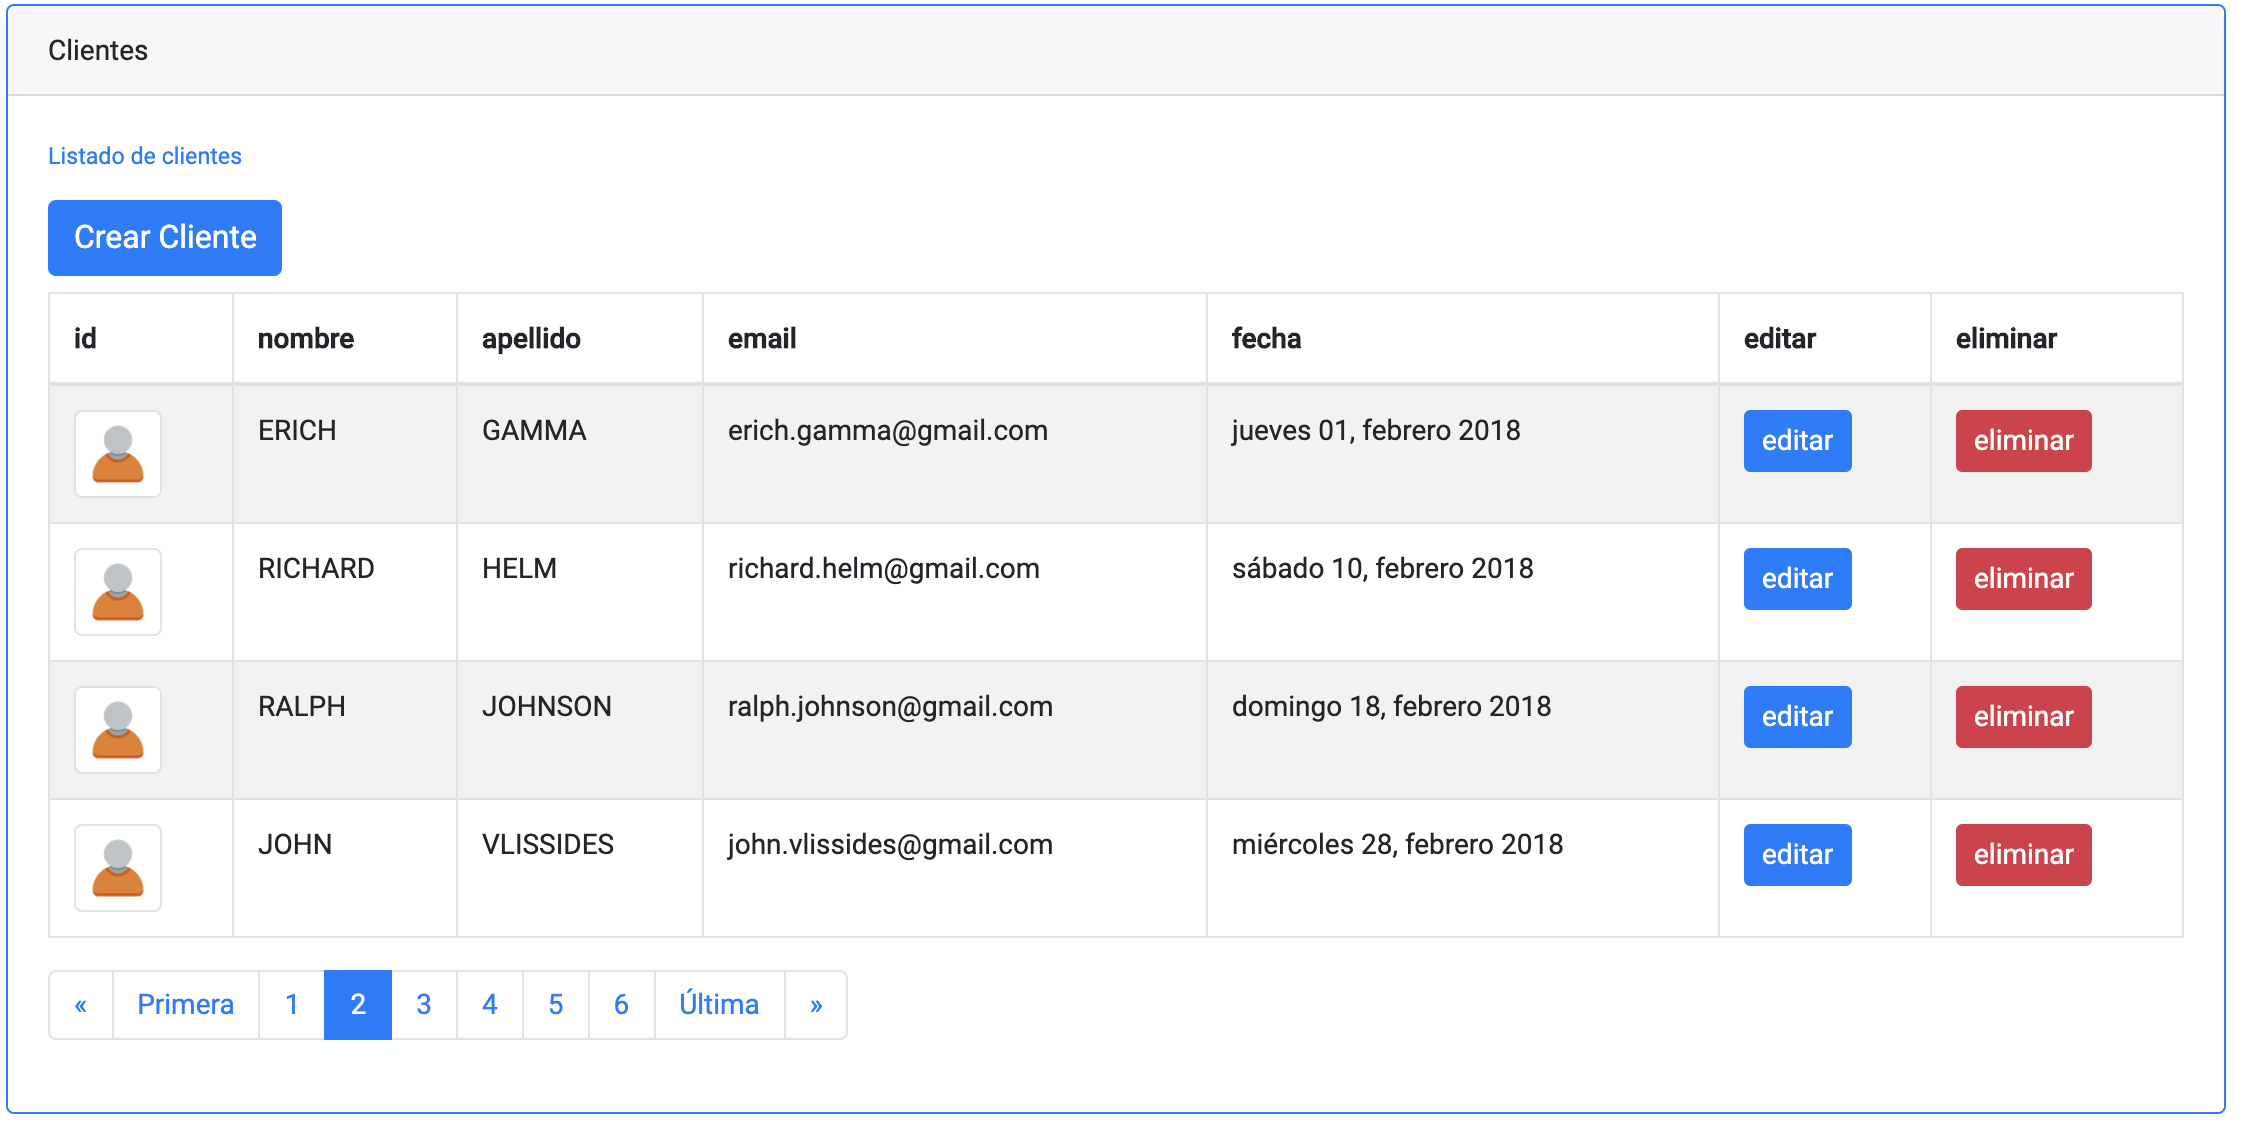 Clientes
Listado de clientes
Crear Cliente
id nombre apellido email fecha editar eliminar
ERICH GAMMA erich.gamma@gmail.com jueves 01, febrero 2018 editar eliminar
RICHARD HELM richard.helm@gmail.com sábado 10, febrero 2018 editar eliminar
RALPH JOHNSON ralph.johnson@gmail.com domingo 18, febrero 2018 editar eliminar
JOHN VLISSIDES john.vlissides@gmail.com miércoles 28, febrero 2018 editar eliminar
« Primera 1 2 3 4 5 6 Última »